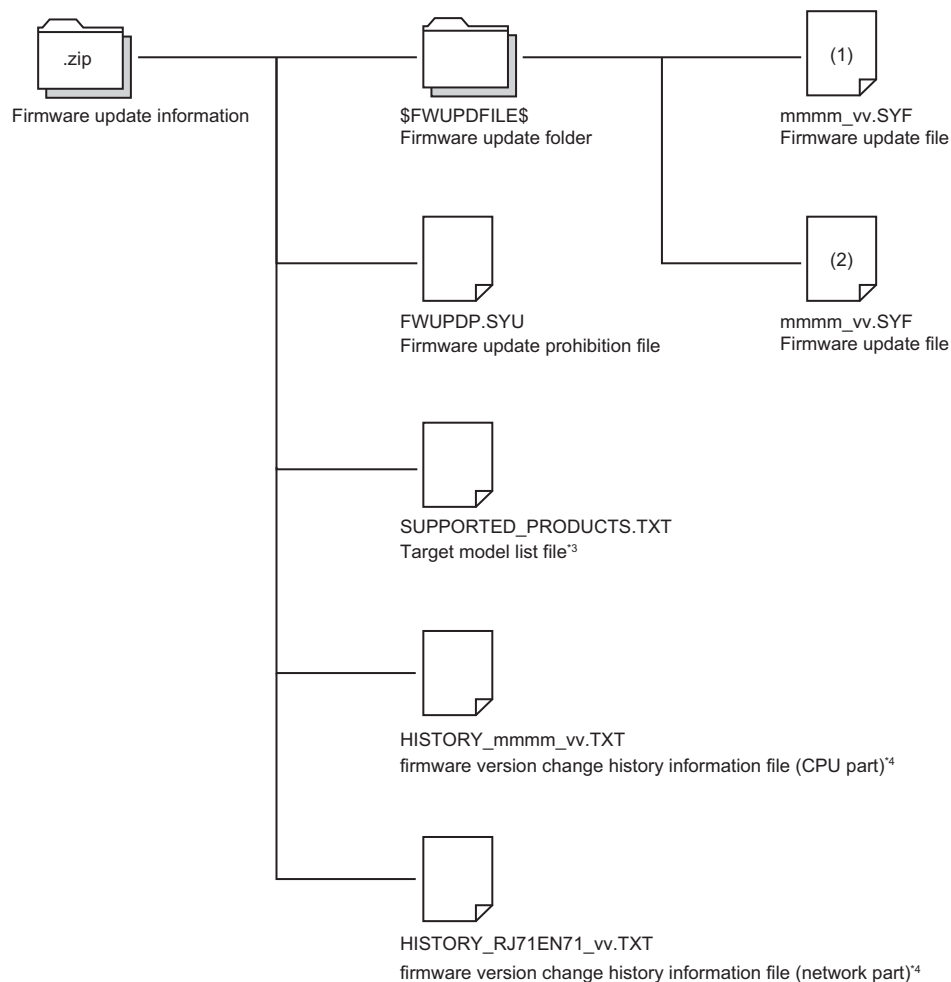 .zip
Firmware update information
$FWUPDFILE$
Firmware update folder
(1)
mmmm_vv.SYF
Firmware update file
FWUPDP.SYU
Firmware update prohibition file
(2)
mmmm_vv.SYF
Firmware update file
SUPPORTED_PRODUCTS.TXT
Target model list file*3
HISTORY_mmmm_vv.TXT
firmware version change history information file (CPU part)*4
HISTORY_RJ71EN71_vv.TXT
firmware version change history information file (network part)*4